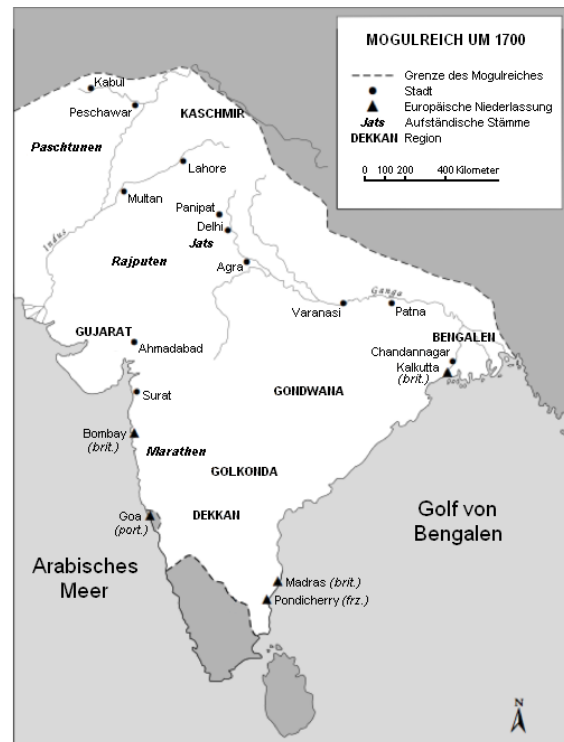 MOGULREICH UM 1700
Grenze des Mogulreiches
Stadt
Europäische Niederlassung
Jats Aufständische Stämme
DEKKAN Region
0 100 200 400 Kilometer
Kabul
Peschawar
KASCHMIR
Paschtunen
Lahore
Multan
Panipat
Delhi
Jats
Indus
Rajputen
Agra
Ganga
Varanasi
Patna
GUJARAT
Ahmadabad
BENGALEN
Chandannagar
Kalkutta
(brit.)
Surat
GONDWANA
Bombay
(brit.)
Marathen
GOLKONDA
Goa
(port.)
DEKKAN
Golf von
Bengalen
Arabisches
Meer
Madras (brit.)
Pondicherry (frz.)
N